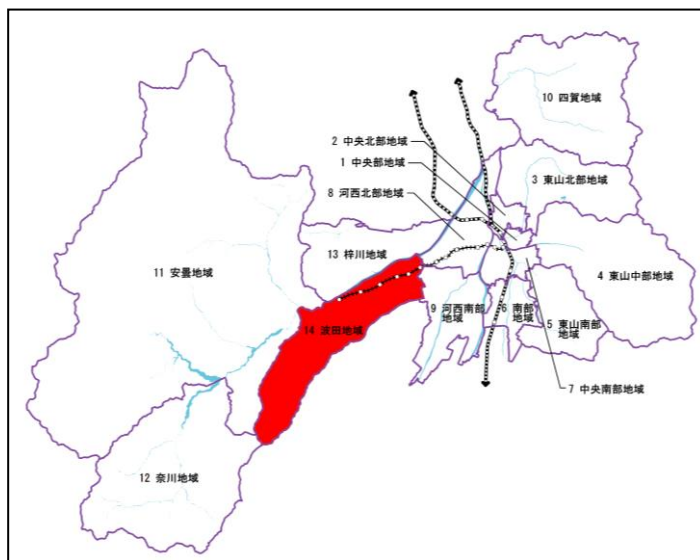 10 四賀地域
2 中央北部地域
1 中央部地域
3 東山北部地域
8 河西北部地域
13 梓川地域
11 安曇地域
4 東山中部地域
9 河西南部
地域
6 南部
地域
5 東山南部
地域
14 波田地域
7 中央南部地域
12 奈川地域